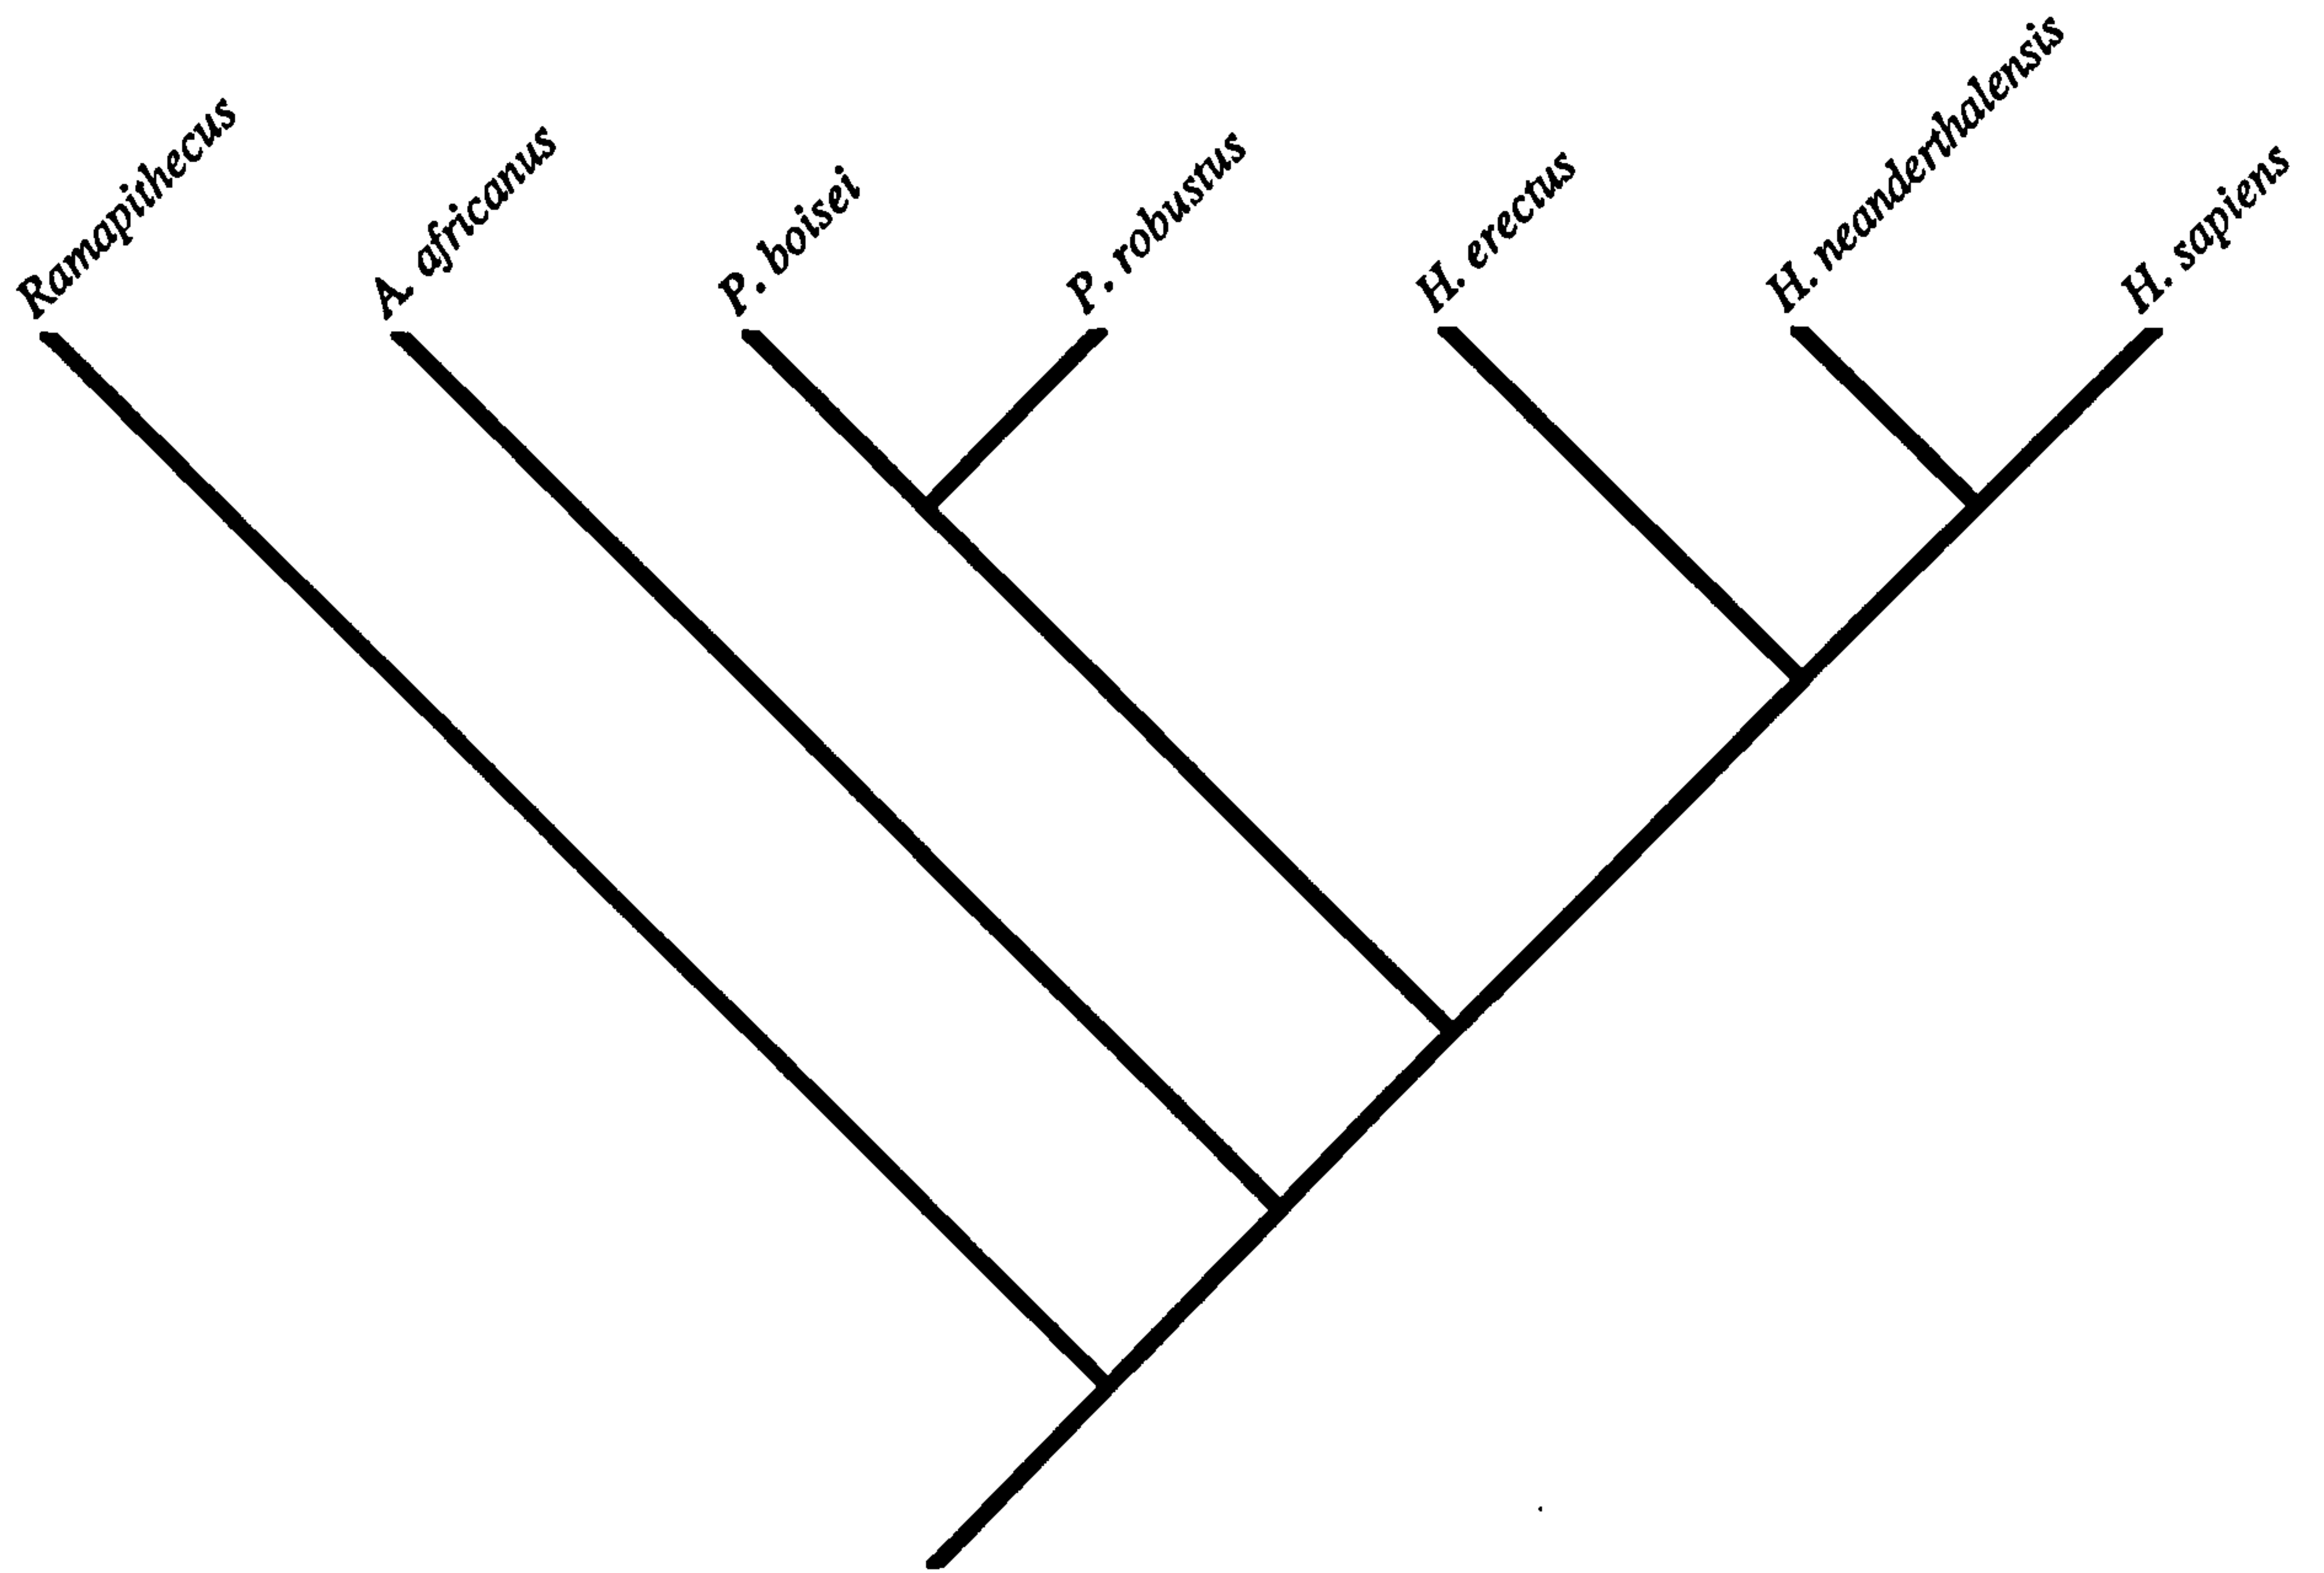 Ramapithecus
A. africanus
P. boisei
P. robustus
H. erectus
H. neanderthalensis
H. sapiens